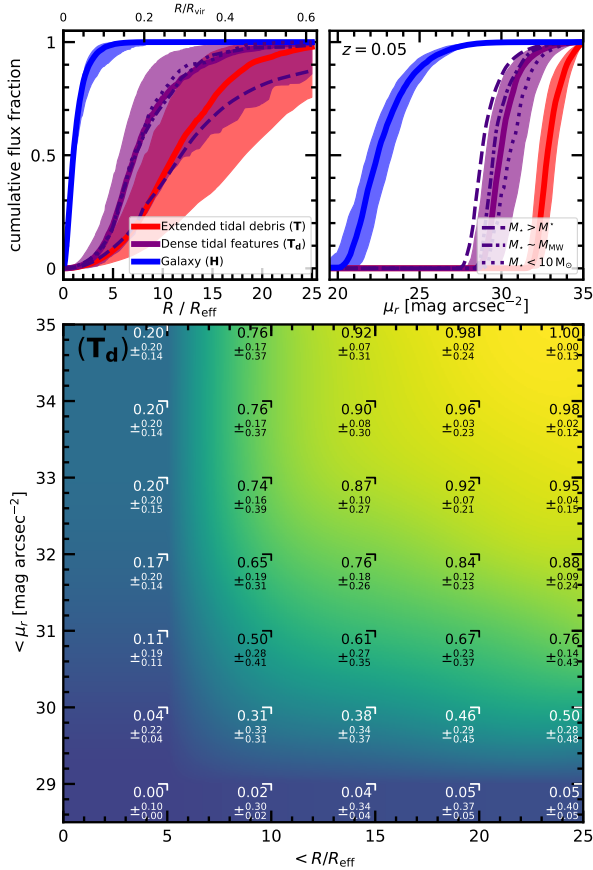 R/R_vir
0.0 0.2 0.4 0.6
cumulative flux fraction
1
0.5
0
z = 0.05
Extended tidal debris (T)
Dense tidal features (T_d)
Galaxy (H)
M⋆ > M*
M⋆ ~ M_MW
M⋆ < 10 M_⊙
0 5 10 15 20 25
R / R_eff
20 25 30 35
μ_r [mag arcsec⁻²]
(T_d)
35
0.20 0.76 0.92 0.98 1.00
±0.20 0.14 ±0.17 0.37 ±0.07 0.31 ±0.02 0.24 ±0.00 0.13
34
0.20 0.76 0.90 0.96 0.98
±0.20 0.14 ±0.17 0.37 ±0.08 0.30 ±0.03 0.23 ±0.02 0.12
33
0.20 0.74 0.87 0.92 0.95
±0.20 0.15 ±0.16 0.39 ±0.10 0.27 ±0.07 0.21 ±0.04 0.15
32
0.17 0.65 0.76 0.84 0.88
±0.20 0.14 ±0.19 0.31 ±0.18 0.26 ±0.12 0.23 ±0.09 0.24
31
0.11 0.50 0.61 0.67 0.76
±0.19 0.11 ±0.28 0.41 ±0.27 0.35 ±0.23 0.37 ±0.14 0.43
30
0.04 0.31 0.38 0.46 0.50
±0.22 0.04 ±0.33 0.31 ±0.34 0.37 ±0.29 0.45 ±0.28 0.48
29
0.00 0.02 0.04 0.05 0.05
±0.10 0.00 ±0.30 0.02 ±0.34 0.04 ±0.37 0.05 ±0.40 0.05
< μ_r [mag arcsec⁻²]
0 5 10 15 20 25
< R/R_eff